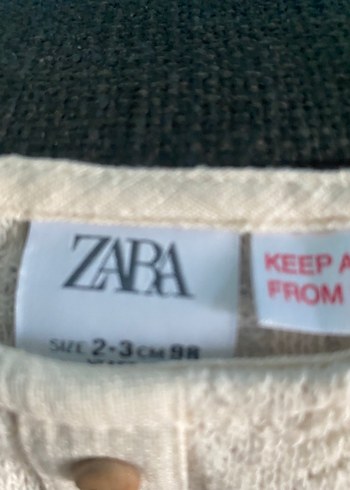 ZARA
SIZE 2-3 CM 98
KEEP A
FROM